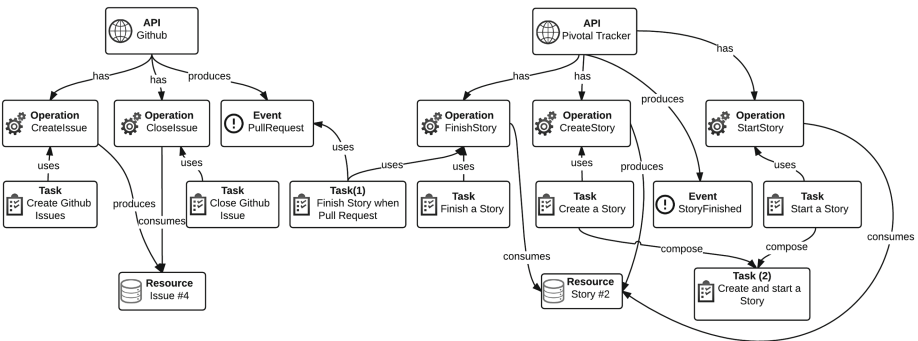 API
Github
API
Pivotal Tracker
has
has
produces
has
has
produces
has
Operation
CreateIssue
Operation
CloseIssue
Event
PullRequest
Operation
FinishStory
Operation
CreateStory
Operation
StartStory
uses
uses
uses
uses
uses
uses
produces
uses
Task
Create Github
Issues
Task
Close Github
Issue
Task(1)
Finish Story when
Pull Request
Task
Finish a Story
Task
Create a Story
Event
StoryFinished
Task
Start a Story
produces
consumes
consumes
compose
compose
consumes
Resource
Issue #4
Resource
Story #2
Task (2)
Create and start a
Story